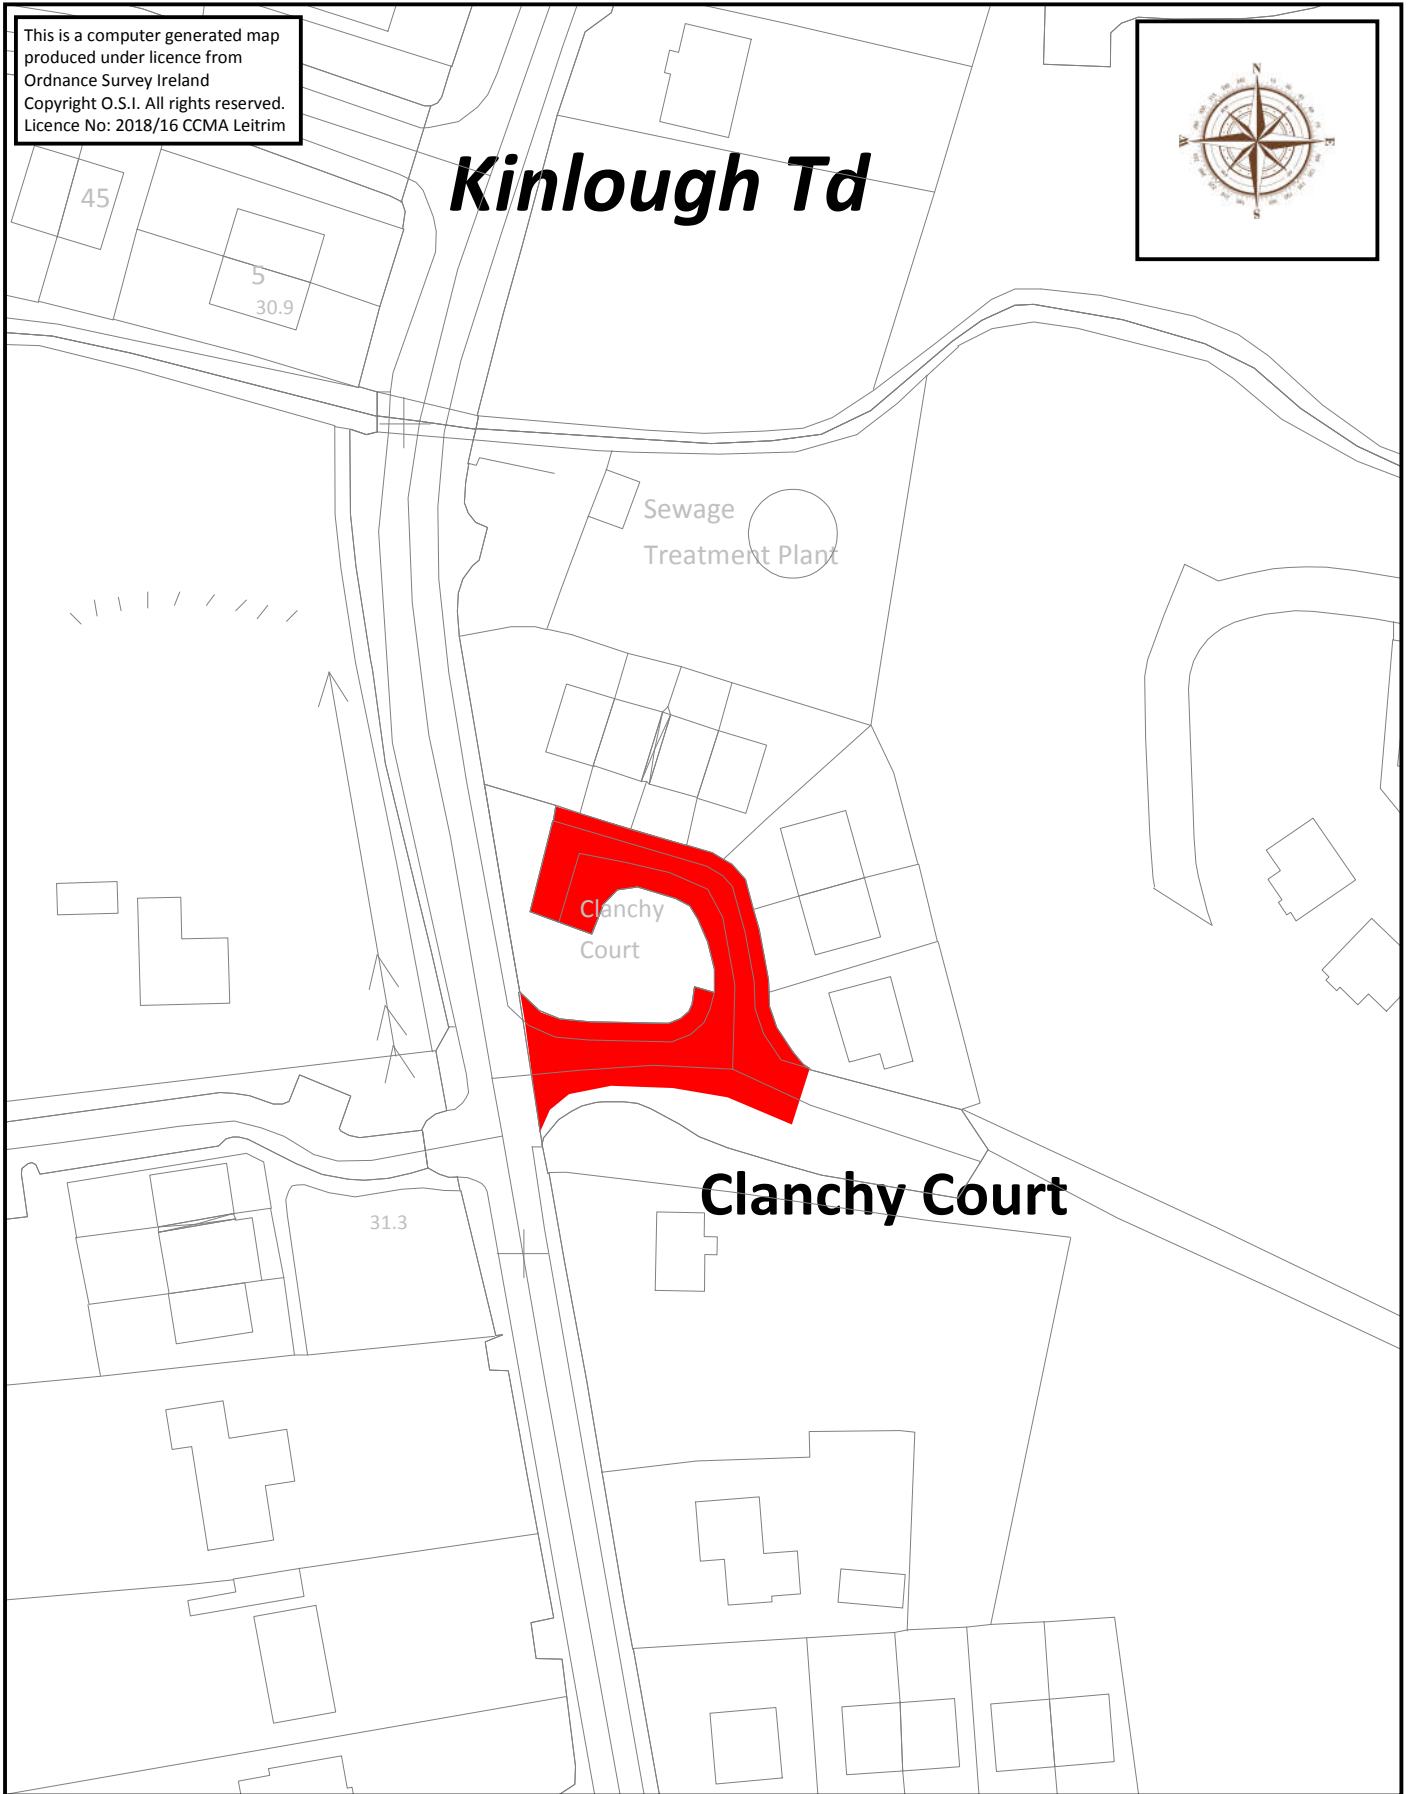 This is a computer generated map
produced under licence from
Ordnance Survey Ireland
Copyright O.S.I. All rights reserved.
Licence No: 2018/16 CCMA Leitrim
N
W
E
S
Kinlough Td
45
5
30.9
Sewage
Treatment Plant
Clanchy
Court
Clanchy Court
31.3